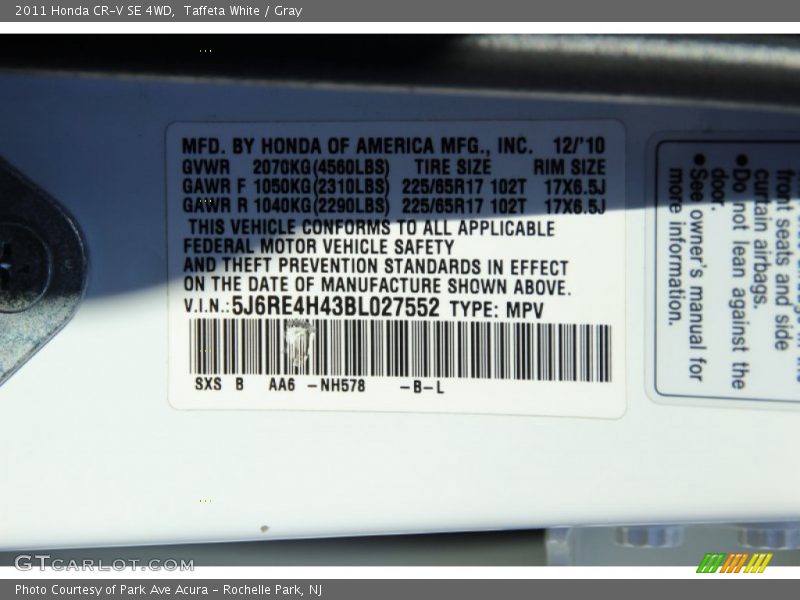 2011 Honda CR-V SE 4WD, Taffeta White / Gray
MFD. BY HONDA OF AMERICA MFG., INC. 12/'10
GVWR 2070KG(4560LBS) TIRE SIZE RIM SIZE
GAWR F 1050KG(2310LBS) 225/65R17 102T 17X6.5J
GAWR R 1040KG(2290LBS) 225/65R17 102T 17X6.5J
THIS VEHICLE CONFORMS TO ALL APPLICABLE
FEDERAL MOTOR VEHICLE SAFETY
AND THEFT PREVENTION STANDARDS IN EFFECT
ON THE DATE OF MANUFACTURE SHOWN ABOVE.
V.I.N.:5J6RE4H43BL027552 TYPE: MPV
SXS B AA6 -NH578 -B-L
front seats and side
curtain airbags.
●Do not lean against the
door.
●See owner's manual for
more information.
GTCARLOT.COM
Photo Courtesy of Park Ave Acura - Rochelle Park, NJ